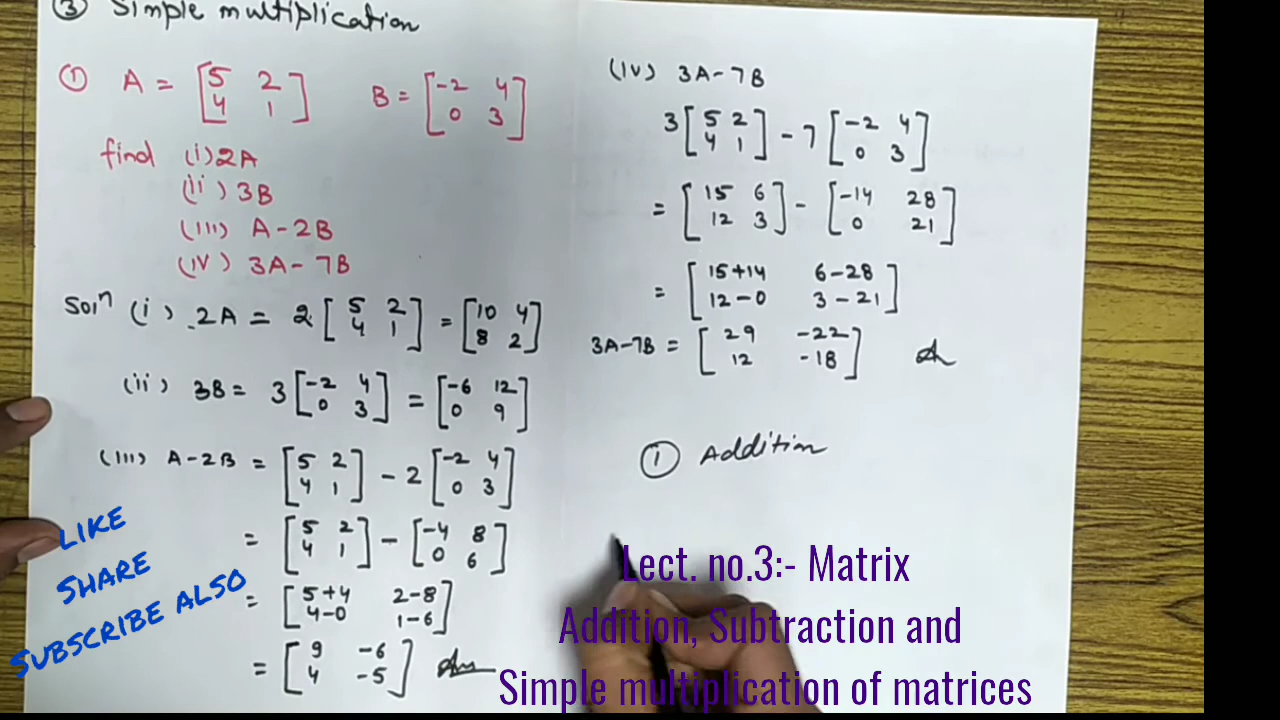 ③ Simple multiplication
① A = [5 2
4 1] B = [-2 4
0 3]
find (i) 2A
(ii) 3B
(III) A-2B
(IV) 3A-7B
Solⁿ (i) 2A = 2 [5 2
4 1] = [10 4
8 2]
(ii) 3B = 3 [-2 4
0 3] = [-6 12
0 9]
(III) A-2B = [5 2
4 1] - 2 [-2 4
0 3]
= [5 2
4 1] - [-4 8
0 6]
= [5+4 2-8
4-0 1-6]
= [9 -6
4 -5] Ans
(IV) 3A-7B
3 [5 2
4 1] - 7 [-2 4
0 3]
= [15 6
12 3] - [-14 28
0 21]
= [15+14 6-28
12-0 3-21]
3A-7B = [29 -22
12 -18]
① Addition
LIKE
SHARE
SUBSCRIBE ALSO
Lect. no.3:- Matrix
Addition, Subtraction and
Simple multiplication of matrices